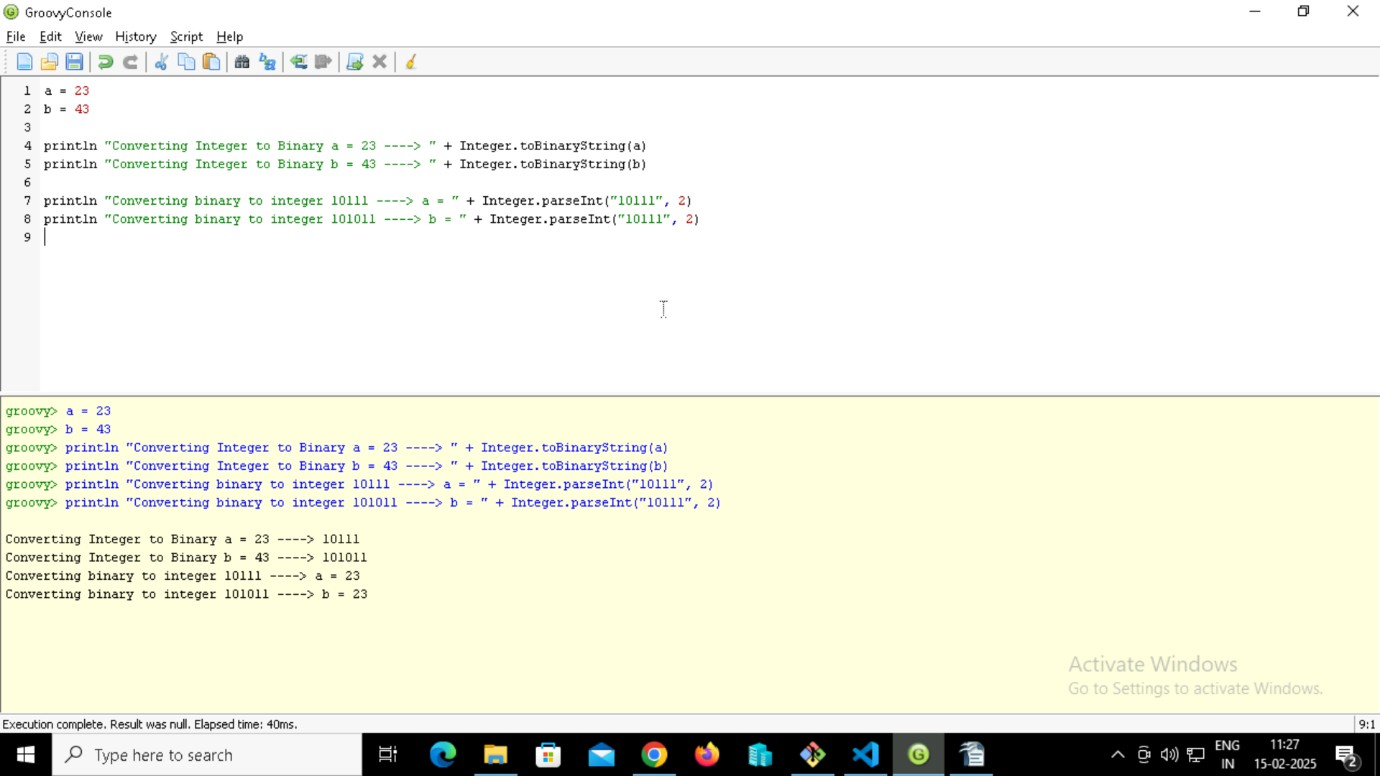 GroovyConsole
File Edit View History Script Help
1 a = 23
2 b = 43
3
4 println "Converting Integer to Binary a = 23 ----> " + Integer.toBinaryString(a)
5 println "Converting Integer to Binary b = 43 ----> " + Integer.toBinaryString(b)
6
7 println "Converting binary to integer 10111 ----> a = " + Integer.parseInt("10111", 2)
8 println "Converting binary to integer 101011 ----> b = " + Integer.parseInt("10111", 2)
9
groovy> a = 23
groovy> b = 43
groovy> println "Converting Integer to Binary a = 23 ----> " + Integer.toBinaryString(a)
groovy> println "Converting Integer to Binary b = 43 ----> " + Integer.toBinaryString(b)
groovy> println "Converting binary to integer 10111 ----> a = " + Integer.parseInt("10111", 2)
groovy> println "Converting binary to integer 101011 ----> b = " + Integer.parseInt("10111", 2)
Converting Integer to Binary a = 23 ----> 10111
Converting Integer to Binary b = 43 ----> 101011
Converting binary to integer 10111 ----> a = 23
Converting binary to integer 101011 ----> b = 23
Activate Windows
Go to Settings to activate Windows.
Execution complete. Result was null. Elapsed time: 40ms. 9:1
Type here to search
ENG
IN
11:27
15-02-2025
2